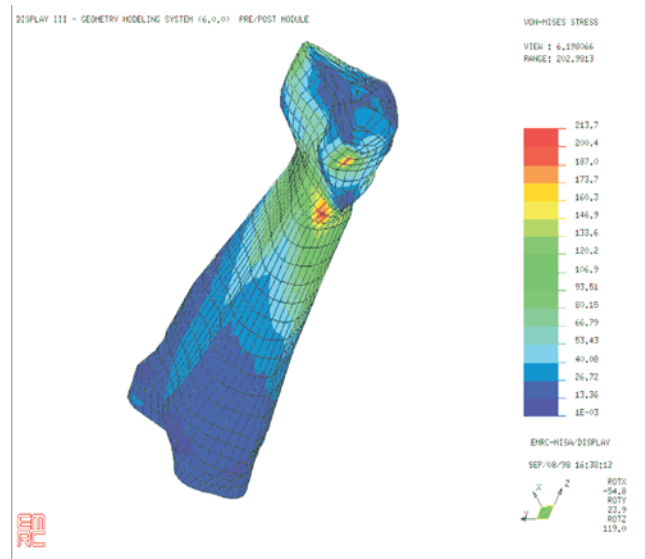 DISPLAY III - GEOMETRY MODELING SYSTEM (6.0.0) PRE/POST MODULE
VON-MISES STRESS
VIEW : 6.198066
RANGE: 202.9813
213.7
200.4
187.0
173.7
160.3
146.9
133.6
120.2
106.9
93.51
80.15
66.79
53.43
40.08
26.72
13.36
1E-03
EMRC-NISA/DISPLAY
SEP/08/98 16:38:12
ROTX
-54.8
ROTY
23.9
ROTZ
119.0
X
Z
Y
EM
RC